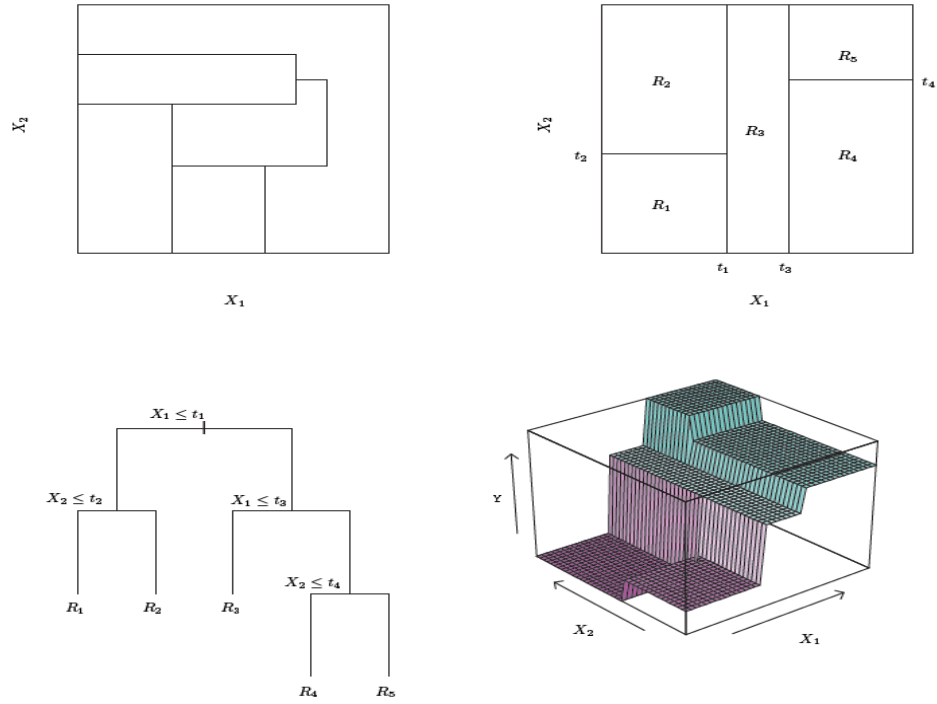 X₂
X₁
R₅
R₂
t₄
X₂
R₃
t₂
R₄
R₁
t₁ t₃
X₁
X₁ ≤ t₁
X₂ ≤ t₂ X₁ ≤ t₃
X₂ ≤ t₄
R₁ R₂ R₃
R₄ R₅
Y
X₂ X₁